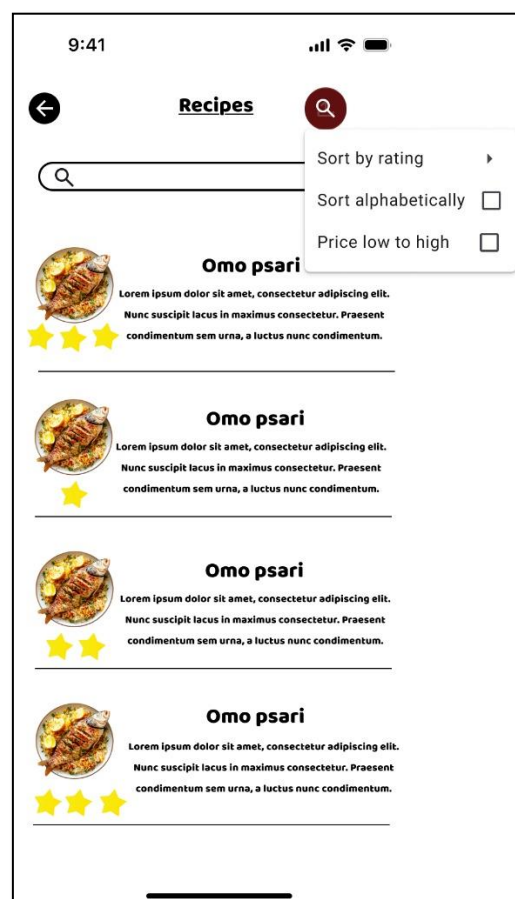 9:41
Recipes
Sort by rating
Sort alphabetically
Price low to high
Omo psari
Lorem ipsum dolor sit amet, consectetur adipiscing elit.
Nunc suscipit lacus in maximus consectetur. Praesent
condimentum sem urna, a luctus nunc condimentum.
Omo psari
Lorem ipsum dolor sit amet, consectetur adipiscing elit.
Nunc suscipit lacus in maximus consectetur. Praesent
condimentum sem urna, a luctus nunc condimentum.
Omo psari
Lorem ipsum dolor sit amet, consectetur adipiscing elit.
Nunc suscipit lacus in maximus consectetur. Praesent
condimentum sem urna, a luctus nunc condimentum.
Omo psari
Lorem ipsum dolor sit amet, consectetur adipiscing elit.
Nunc suscipit lacus in maximus consectetur. Praesent
condimentum sem urna, a luctus nunc condimentum.